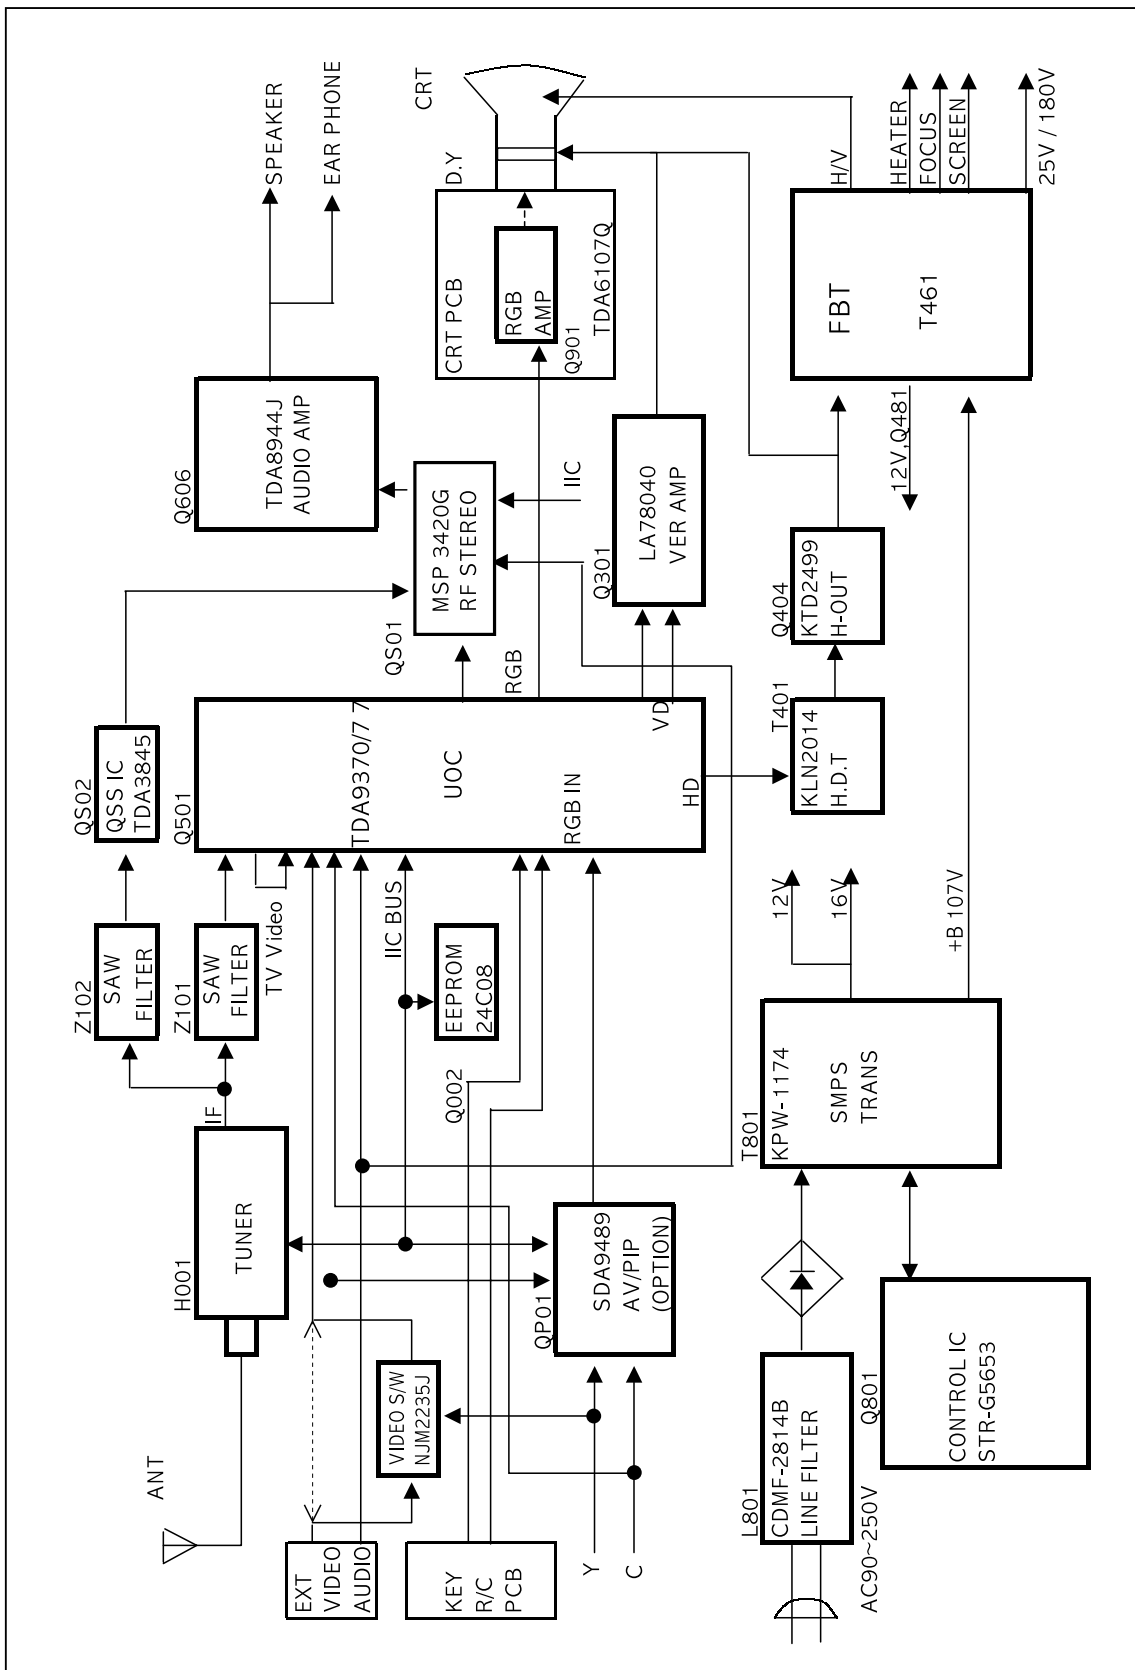 ANT
H001
TUNER
IF
Z102
SAW
FILTER
Z101
SAW
FILTER
QS02
QSS IC
TDA3845
Q501
TDA9370/7 7
UOC
RGB IN
HD
VD
TV Video
IIC BUS
EEPROM
24C08
Q002
EXT
VIDEO
AUDIO
VIDEO S/W
NJM2235J
KEY
R/C
PCB
Y
C
QP01
SDA9489
AV/PIP
(OPTION)
QS01
MSP 3420G
RF STEREO
IIC
RGB
Q606
TDA8944J
AUDIO AMP
SPEAKER
EAR PHONE
CRT PCB
RGB
AMP
Q901
TDA6107Q
D.Y
CRT
Q301
LA78040
VER AMP
T401
KLN2014
H.D.T
Q404
KTD2499
H-OUT
12V,Q481
FBT
T461
H/V
HEATER
FOCUS
SCREEN
25V / 180V
AC90~250V
L801
CDMF-2814B
LINE FILTER
Q801
CONTROL IC
STR-G5653
T801
KPW-1174
SMPS
TRANS
12V
16V
+B 107V